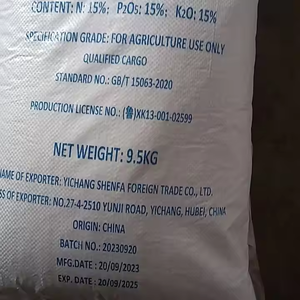 CONTENT: N: 15%; P₂O₅: 15%; K₂O: 15%
SPECIFICATION GRADE: FOR AGRICULTURE USE ONLY
QUALIFIED CARGO
STANDARD NO.: GB/T 15063-2020
PRODUCTION LICENSE NO.: (鲁)XK13-001-02599
NET WEIGHT: 9.5KG
NAME OF EXPORTER: YICHANG SHENFA FOREIGN TRADE CO., LTD.
SS OF EXPORTER: NO.27-4-2510 YUNJI ROAD, YICHANG, HUBEI, CHINA
ORIGIN: CHINA
BATCH NO.: 20230920
MFG.DATE : 20/09/2023
EXP. DATE : 20/09/2025